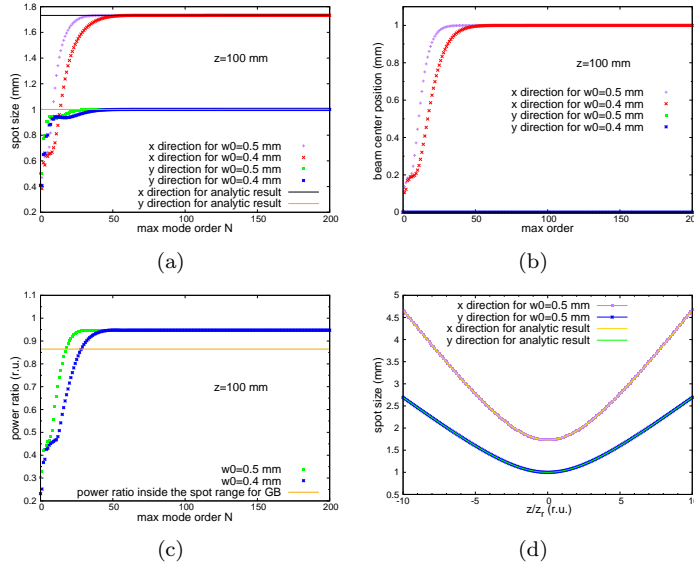 1.8
1.6
1.4
1.2
1
0.8
0.6
0.4
0.2
spot size (mm)
z=100 mm
x direction for w0=0.5 mm
x direction for w0=0.4 mm
y direction for w0=0.5 mm
y direction for w0=0.4 mm
x direction for analytic result
y direction for analytic result
0 50 100 150 200
max mode order N
(a)
1
0.8
0.6
0.4
0.2
0
beam center position (mm)
z=100 mm
x direction for w0=0.5 mm
x direction for w0=0.4 mm
y direction for w0=0.5 mm
y direction for w0=0.4 mm
0 50 100 150 200
max order
(b)
1.1
1
0.9
0.8
0.7
0.6
0.5
0.4
0.3
0.2
power ratio (r.u.)
z=100 mm
w0=0.5 mm
w0=0.4 mm
power ratio inside the spot range for GB
0 50 100 150 200
max mode order N
(c)
5
4.5
4
3.5
3
2.5
2
1.5
1
0.5
spot size (mm)
x direction for w0=0.5 mm
y direction for w0=0.5 mm
x direction for analytic result
y direction for analytic result
-10 -5 0 5 10
z/zr (r.u.)
(d)